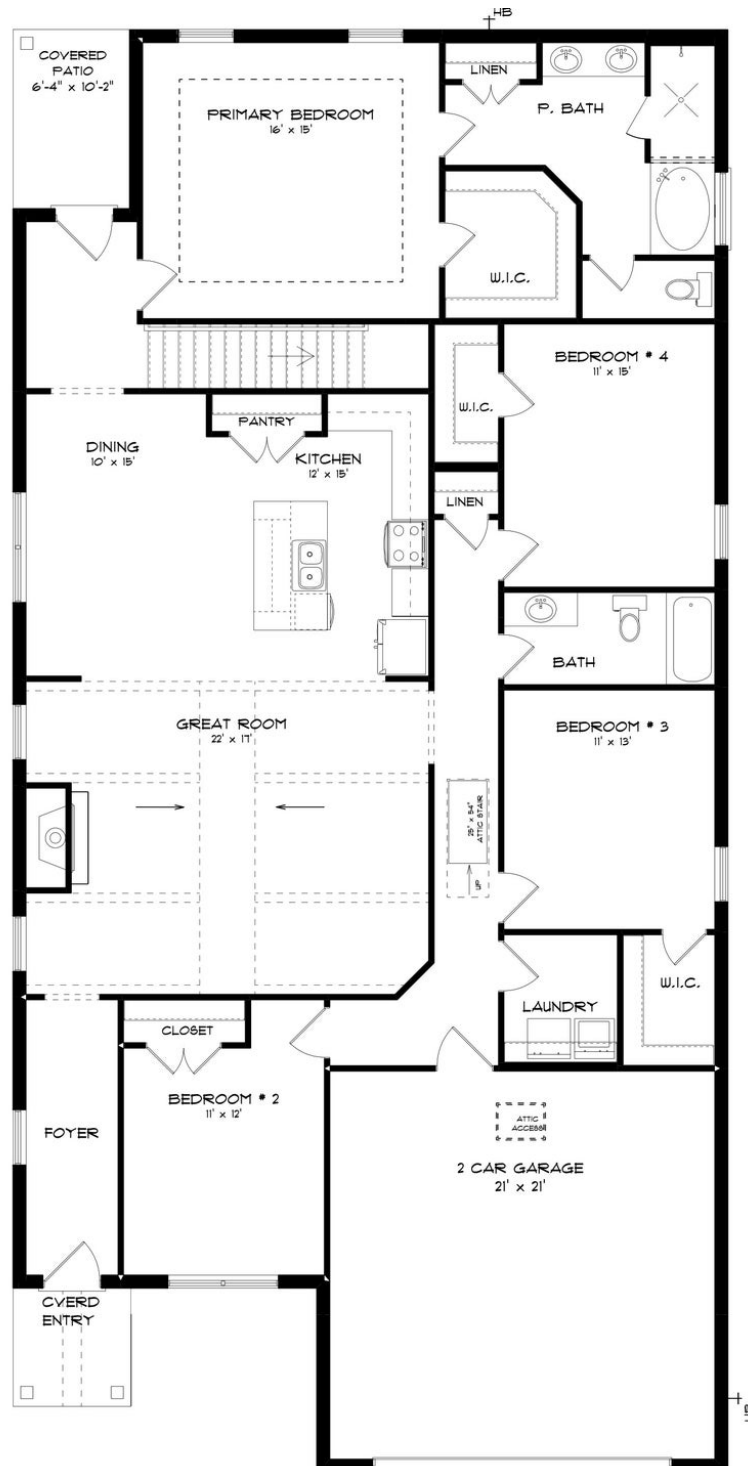 HB
COVERED
PATIO
6'-4" x 10'-2"
LINEN
PRIMARY BEDROOM
16' x 15'
P. BATH
W.I.C.
BEDROOM # 4
11' x 15'
W.I.C.
PANTRY
DINING
10' x 15'
KITCHEN
12' x 15'
LINEN
BATH
GREAT ROOM
22' x 17'
BEDROOM # 3
11' x 13'
25" x 54"
ATTIC STAIR
UP
W.I.C.
LAUNDRY
CLOSET
BEDROOM # 2
11' x 12'
FOYER
ATTIC
ACCESS
2 CAR GARAGE
21' x 21'
CVERD
ENTRY
HB